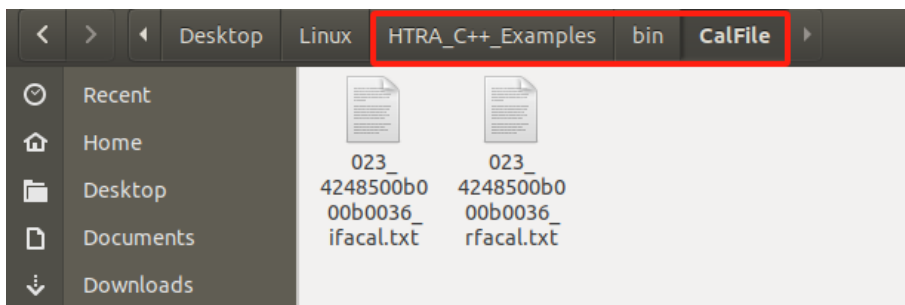 Desktop Linux HTRA_C++_Examples bin CalFile
Recent
Home
Desktop
Documents
Downloads
023_
4248500b0
00b0036_
ifacal.txt
023_
4248500b0
00b0036_
rfacal.txt